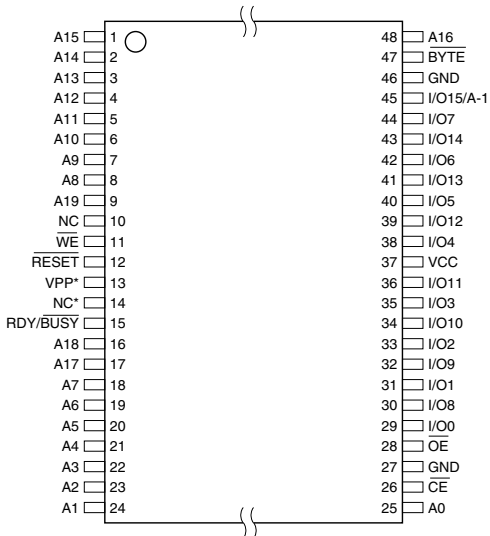 A15 1 48 A16
A14 2 47 BYTE
A13 3 46 GND
A12 4 45 I/O15/A-1
A11 5 44 I/O7
A10 6 43 I/O14
A9 7 42 I/O6
A8 8 41 I/O13
A19 9 40 I/O5
NC 10 39 I/O12
WE 11 38 I/O4
RESET 12 37 VCC
VPP* 13 36 I/O11
NC* 14 35 I/O3
RDY/BUSY 15 34 I/O10
A18 16 33 I/O2
A17 17 32 I/O9
A7 18 31 I/O1
A6 19 30 I/O8
A5 20 29 I/O0
A4 21 28 OE
A3 22 27 GND
A2 23 26 CE
A1 24 25 A0